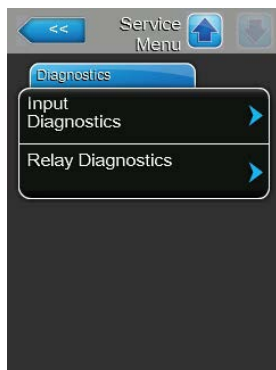 <<
Service
Menu
Diagnostics
Input
Diagnostics
Relay Diagnostics